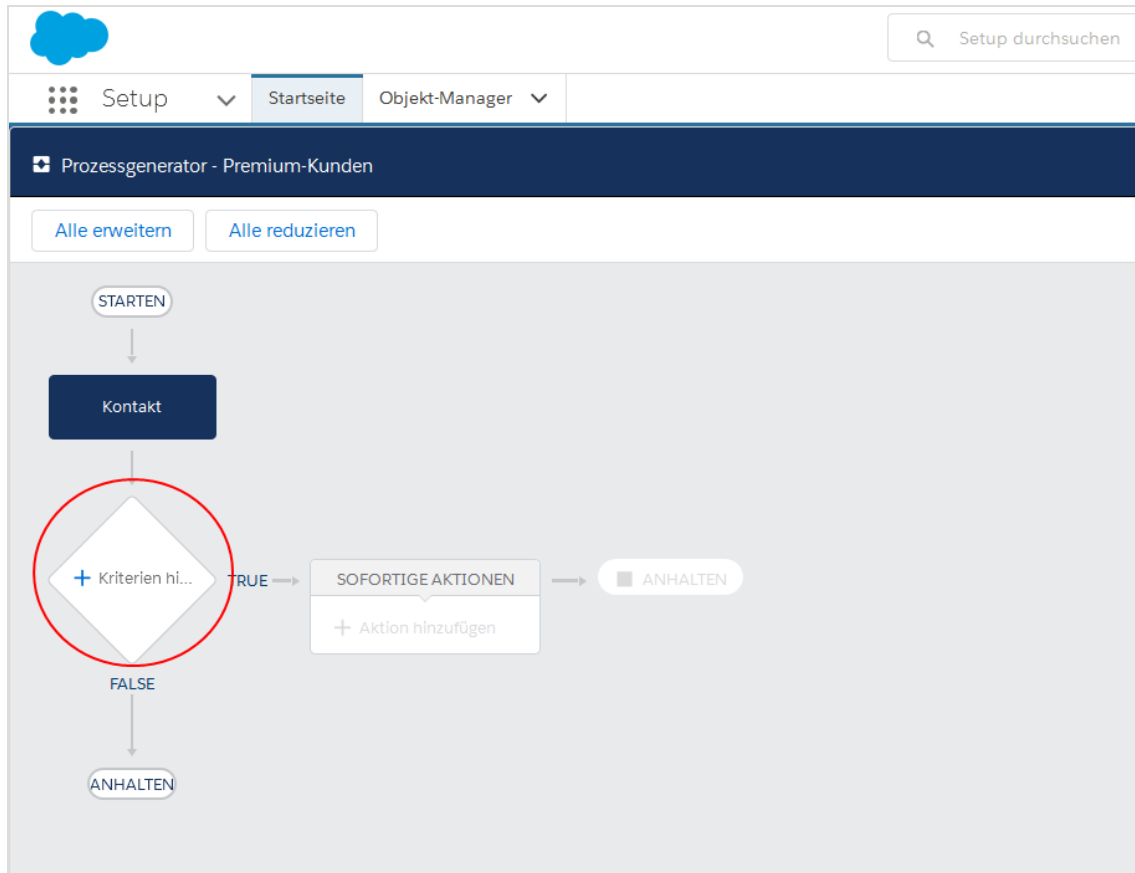 Setup durchsuchen
Setup
Startseite
Objekt-Manager
Prozessgenerator - Premium-Kunden
Alle erweitern
Alle reduzieren
STARTEN
Kontakt
+ Kriterien hi...
TRUE
SOFORTIGE AKTIONEN
ANHALTEN
+ Aktion hinzufügen
FALSE
ANHALTEN